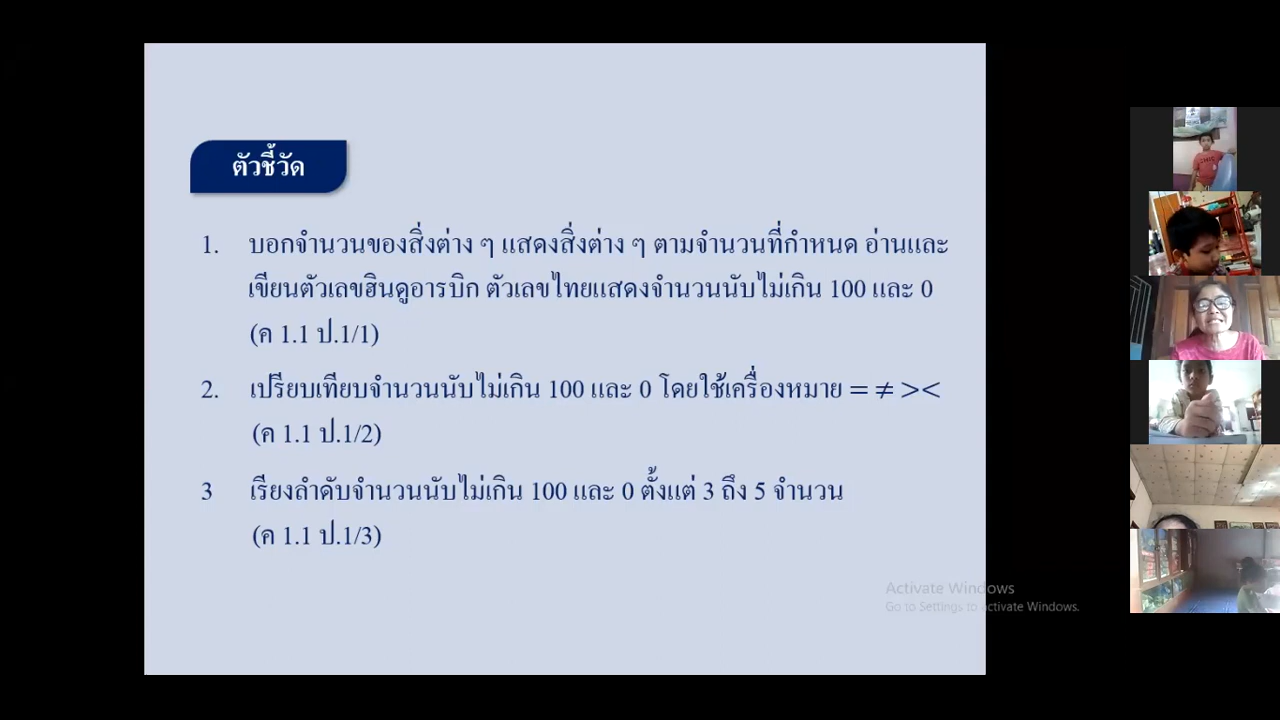 ตัวชี้วัด
1. บอกจำนวนของสิ่งต่าง ๆ แสดงสิ่งต่าง ๆ ตามจำนวนที่กำหนด อ่านและ
เขียนตัวเลขฮินดูอารบิก ตัวเลขไทยแสดงจำนวนนับไม่เกิน 100 และ 0
(ค 1.1 ป.1/1)
2. เปรียบเทียบจำนวนนับไม่เกิน 100 และ 0 โดยใช้เครื่องหมาย = ≠ > <
(ค 1.1 ป.1/2)
3 เรียงลำดับจำนวนนับไม่เกิน 100 และ 0 ตั้งแต่ 3 ถึง 5 จำนวน
(ค 1.1 ป.1/3)
Activate Windows
Go to Settings to activate Windows.